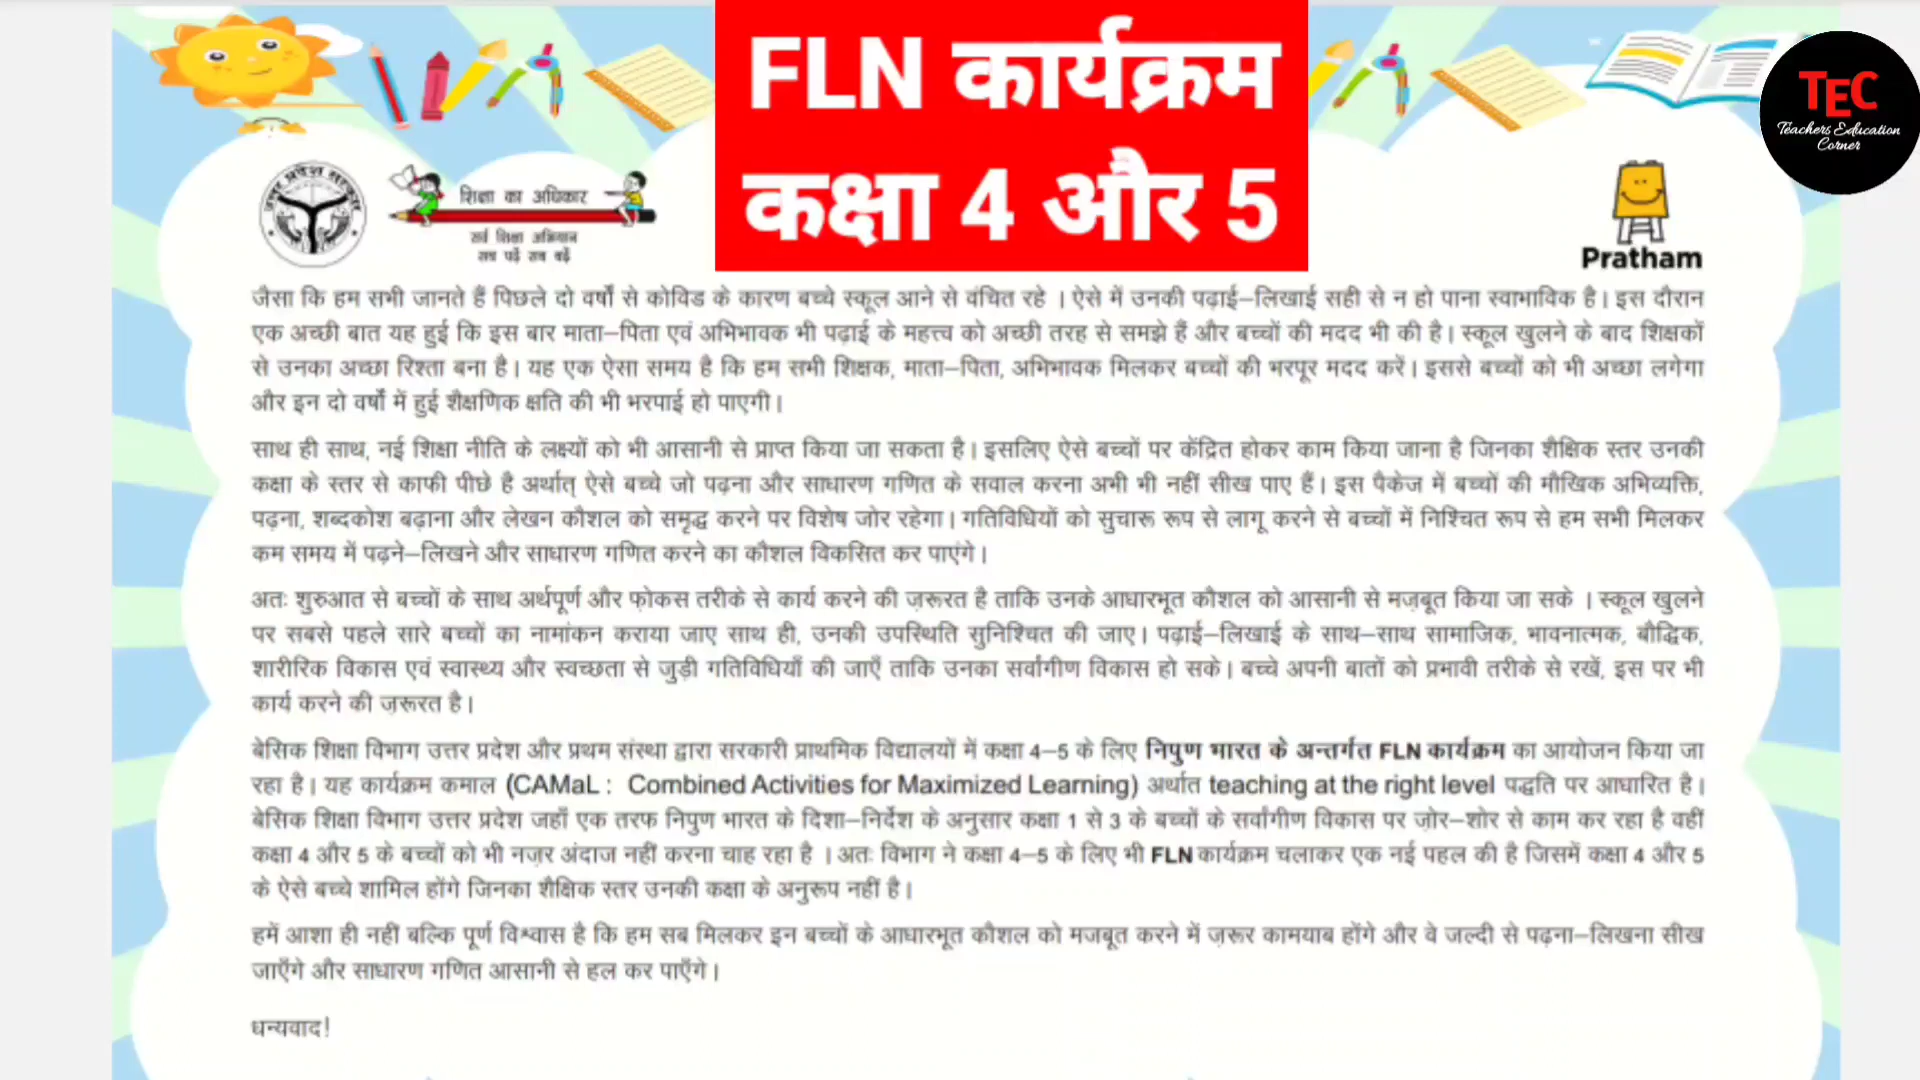 FLN कार्यक्रम
कक्षा 4 और 5
TEC
Teachers Education
Corner
उत्तर प्रदेश सरकार
शिक्षा का अधिकार
सर्व शिक्षा अभियान
सब पढ़ें सब बढ़ें
Pratham
जैसा कि हम सभी जानते हैं पिछले दो वर्षों से कोविड के कारण बच्चे स्कूल आने से वंचित रहे । ऐसे में उनकी पढ़ाई–लिखाई सही से न हो पाना स्वाभाविक है। इस दौरान
एक अच्छी बात यह हुई कि इस बार माता–पिता एवं अभिभावक भी पढ़ाई के महत्त्व को अच्छी तरह से समझे हैं और बच्चों की मदद भी की है। स्कूल खुलने के बाद शिक्षकों
से उनका अच्छा रिश्ता बना है। यह एक ऐसा समय है कि हम सभी शिक्षक, माता–पिता, अभिभावक मिलकर बच्चों की भरपूर मदद करें। इससे बच्चों को भी अच्छा लगेगा
और इन दो वर्षों में हुई शैक्षणिक क्षति की भी भरपाई हो पाएगी।
साथ ही साथ, नई शिक्षा नीति के लक्ष्यों को भी आसानी से प्राप्त किया जा सकता है। इसलिए ऐसे बच्चों पर केंद्रित होकर काम किया जाना है जिनका शैक्षिक स्तर उनकी
कक्षा के स्तर से काफी पीछे है अर्थात् ऐसे बच्चे जो पढ़ना और साधारण गणित के सवाल करना अभी भी नहीं सीख पाए हैं। इस पैकेज में बच्चों की मौखिक अभिव्यक्ति,
पढ़ना, शब्दकोश बढ़ाना और लेखन कौशल को समृद्ध करने पर विशेष जोर रहेगा। गतिविधियों को सुचारू रूप से लागू करने से बच्चों में निश्चित रूप से हम सभी मिलकर
कम समय में पढ़ने–लिखने और साधारण गणित करने का कौशल विकसित कर पाएंगे।
अतः शुरुआत से बच्चों के साथ अर्थपूर्ण और फ़ोकस तरीके से कार्य करने की ज़रूरत है ताकि उनके आधारभूत कौशल को आसानी से मज़बूत किया जा सके । स्कूल खुलने
पर सबसे पहले सारे बच्चों का नामांकन कराया जाए साथ ही, उनकी उपस्थिति सुनिश्चित की जाए। पढ़ाई–लिखाई के साथ–साथ सामाजिक, भावनात्मक, बौद्धिक,
शारीरिक विकास एवं स्वास्थ्य और स्वच्छता से जुड़ी गतिविधियाँ की जाएँ ताकि उनका सर्वांगीण विकास हो सके। बच्चे अपनी बातों को प्रभावी तरीके से रखें, इस पर भी
कार्य करने की ज़रूरत है।
बेसिक शिक्षा विभाग उत्तर प्रदेश और प्रथम संस्था द्वारा सरकारी प्राथमिक विद्यालयों में कक्षा 4–5 के लिए निपुण भारत के अन्तर्गत FLN कार्यक्रम का आयोजन किया जा
रहा है। यह कार्यक्रम कमाल (CAMaL : Combined Activities for Maximized Learning) अर्थात teaching at the right level पद्धति पर आधारित है।
बेसिक शिक्षा विभाग उत्तर प्रदेश जहाँ एक तरफ निपुण भारत के दिशा–निर्देश के अनुसार कक्षा 1 से 3 के बच्चों के सर्वांगीण विकास पर ज़ोर–शोर से काम कर रहा है वहीं
कक्षा 4 और 5 के बच्चों को भी नज़र अंदाज नहीं करना चाह रहा है । अतः विभाग ने कक्षा 4–5 के लिए भी FLN कार्यक्रम चलाकर एक नई पहल की है जिसमें कक्षा 4 और 5
के ऐसे बच्चे शामिल होंगे जिनका शैक्षिक स्तर उनकी कक्षा के अनुरूप नहीं है।
हमें आशा ही नहीं बल्कि पूर्ण विश्वास है कि हम सब मिलकर इन बच्चों के आधारभूत कौशल को मजबूत करने में ज़रूर कामयाब होंगे और वे जल्दी से पढ़ना–लिखना सीख
जाएँगे और साधारण गणित आसानी से हल कर पाएँगे।
धन्यवाद!